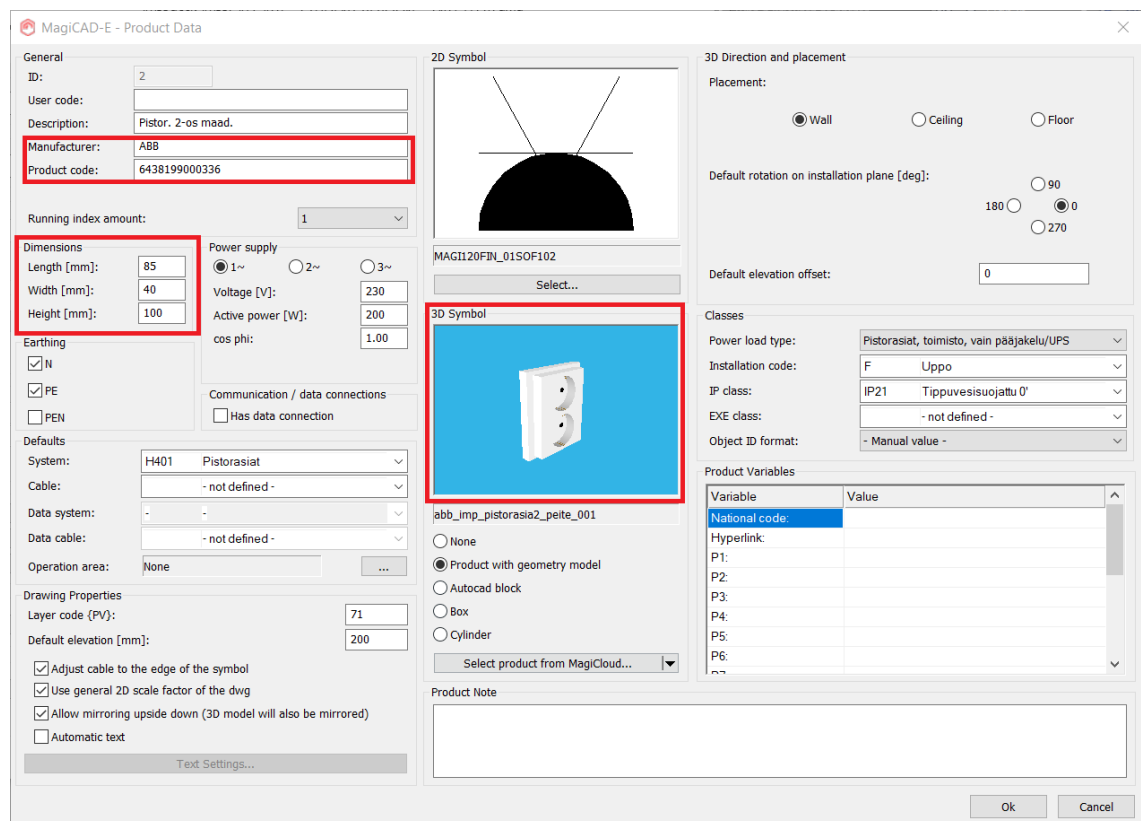 MagiCAD-E - Product Data
General
ID: 2
User code:
Description: Pistor. 2-os maad.
Manufacturer: ABB
Product code: 6438199000336
Running index amount: 1
Dimensions
Length [mm]: 85
Width [mm]: 40
Height [mm]: 100
Power supply
1~ 2~ 3~
Voltage [V]: 230
Active power [W]: 200
cos phi: 1.00
Earthing
N
PE
PEN
Communication / data connections
Has data connection
Defaults
System: H401 Pistorasiat
Cable: - not defined -
Data system: - -
Data cable: - not defined -
Operation area: None ...
Drawing Properties
Layer code {PV}: 71
Default elevation [mm]: 200
Adjust cable to the edge of the symbol
Use general 2D scale factor of the dwg
Allow mirroring upside down (3D model will also be mirrored)
Automatic text
Text Settings...
2D Symbol
MAGI120FIN_01SOF102
Select...
3D Symbol
abb_imp_pistorasia2_peite_001
None
Product with geometry model
Autocad block
Box
Cylinder
Select product from MagiCloud...
3D Direction and placement
Placement:
Wall Ceiling Floor
Default rotation on installation plane [deg]:
90
180 0
270
Default elevation offset: 0
Classes
Power load type: Pistorasiat, toimisto, vain pääjakelu/UPS
Installation code: F Uppo
IP class: IP21 Tippuvesisuojattu 0'
EXE class: - not defined -
Object ID format: - Manual value -
Product Variables
Variable Value
National code:
Hyperlink:
P1:
P2:
P3:
P4:
P5:
P6:
Product Note
Ok Cancel